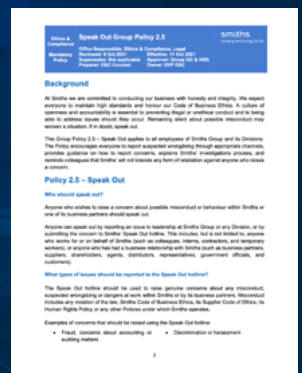 Ethics &
Compliance
Mandatory
Policy
Speak Out Group Policy 2.5
Office Responsible: Ethics & Compliance, Legal
Reviewed: 9 Oct 2021 Effective: 11 Oct 2021
Supersedes: Not applicable Approver: Group GC & HRD
Preparer: E&C Counsel Owner: SVP E&C
smiths
bringing technology to life
Background
At Smiths we are committed to conducting our business with honesty and integrity. We expect
everyone to maintain high standards and honour our Code of Business Ethics. A culture of
openness and accountability is essential to preventing illegal or unethical conduct and to being
able to address issues should they occur. Remaining silent about possible misconduct may
worsen a situation. If in doubt, speak out.
This Group Policy 2.5 – Speak Out applies to all employees of Smiths Group and its Divisions.
The Policy encourages everyone to report suspected wrongdoing through appropriate channels,
provides guidance on how to report concerns, explains Smiths' investigations process, and
reminds colleagues that Smiths' will not tolerate any form of retaliation against anyone who raises
a concern.
Policy 2.5 – Speak Out
Who should speak out?
Anyone who wishes to raise a concern about possible misconduct or behaviour within Smiths or
one of its business partners should speak out.
Anyone can speak out by reporting an issue to leadership at Smiths Group or any Division, or by
submitting the concern to Smiths' Speak Out hotline. This includes, but is not limited to, anyone
who works for or on behalf of Smiths (such as colleagues, interns, contractors, and temporary
workers), or anyone who has had a business relationship with Smiths (such as business partners,
suppliers, shareholders, agents, distributors, representatives, government officials, and
customers).
What types of issues should be reported to the Speak Out hotline?
The Speak Out hotline should be used to raise genuine concerns about any misconduct,
suspected wrongdoing or dangers at work within Smiths or by its business partners. Misconduct
includes any violation of the law, Smiths Code of Business Ethics, its Supplier Code of Ethics, its
Human Rights Policy or any other Policies under which Smiths operates.
Examples of concerns that should be raised using the Speak Out hotline:
• Fraud, concerns about accounting or auditing matters
• Discrimination or harassment